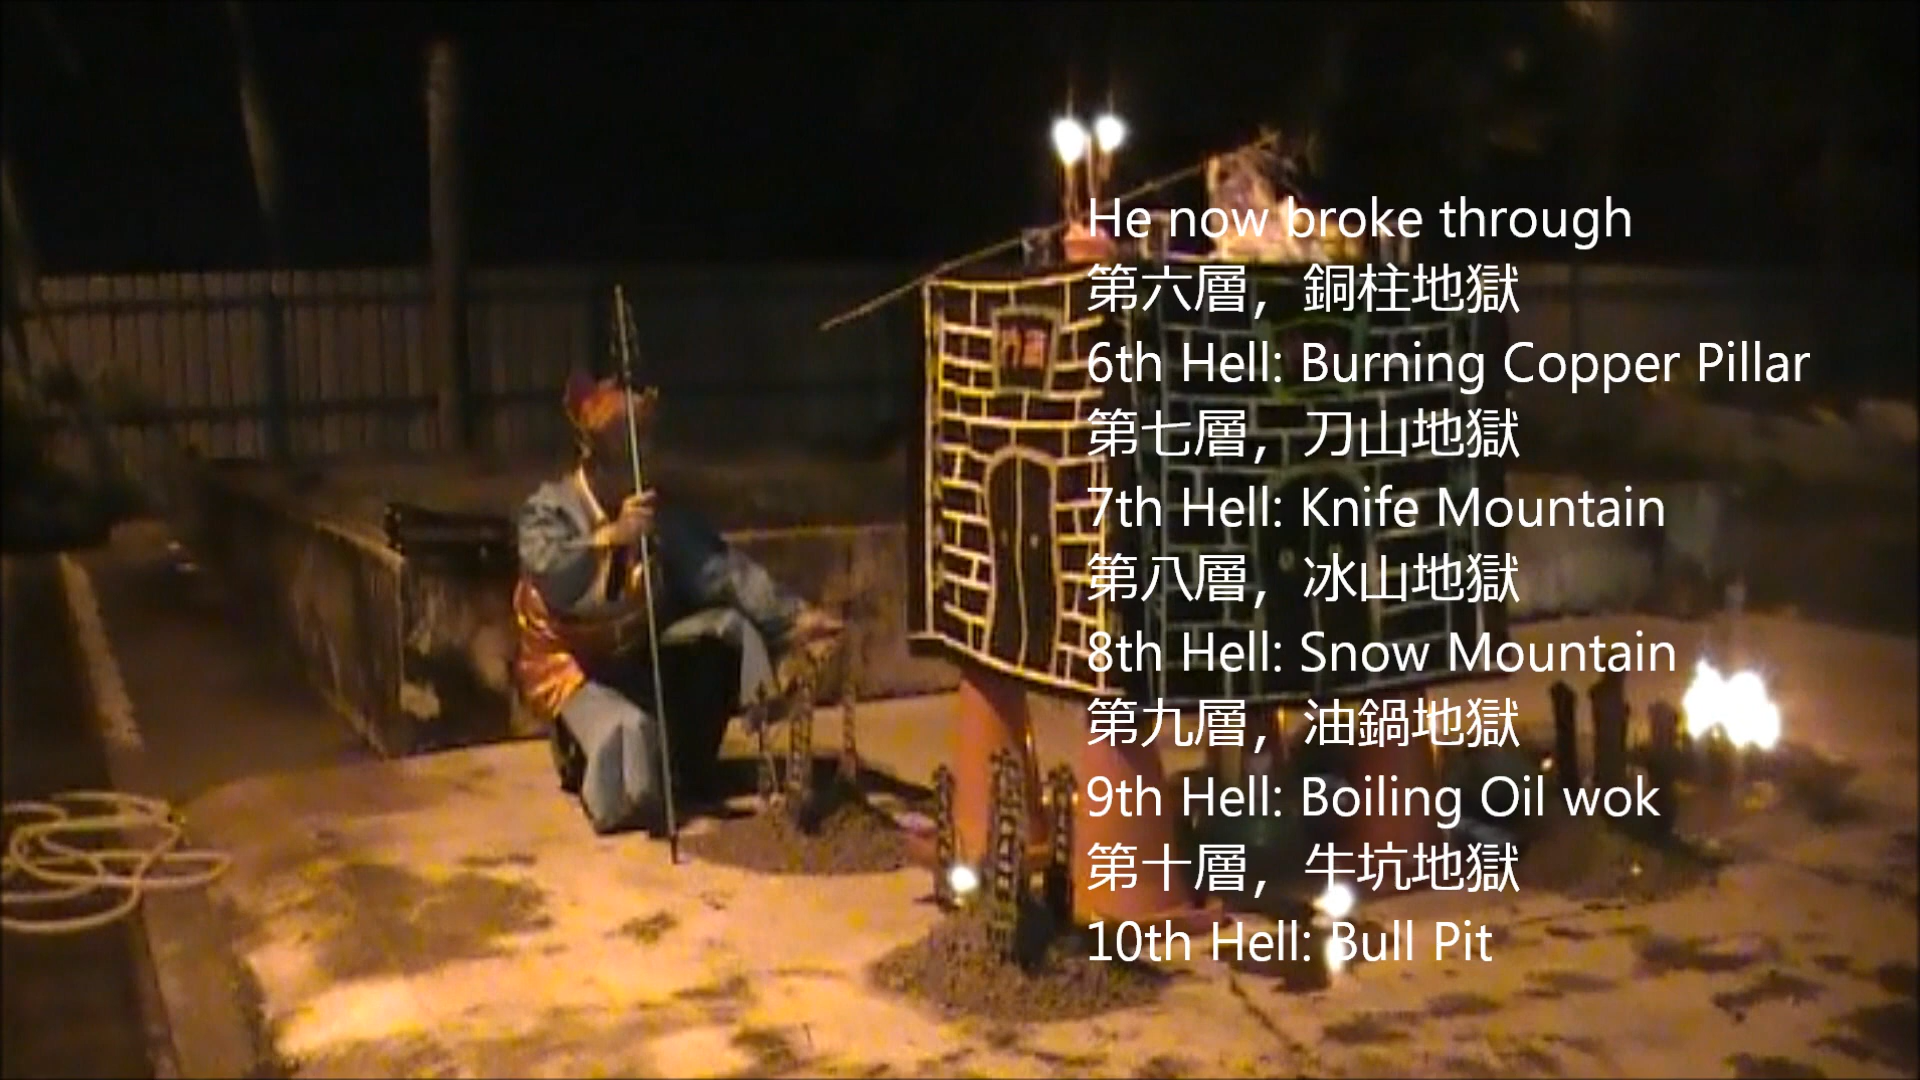 He now broke through
第六層，銅柱地獄
6th Hell: Burning Copper Pillar
第七層，刀山地獄
7th Hell: Knife Mountain
第八層，冰山地獄
8th Hell: Snow Mountain
第九層，油鍋地獄
9th Hell: Boiling Oil wok
第十層，牛坑地獄
10th Hell: Bull Pit